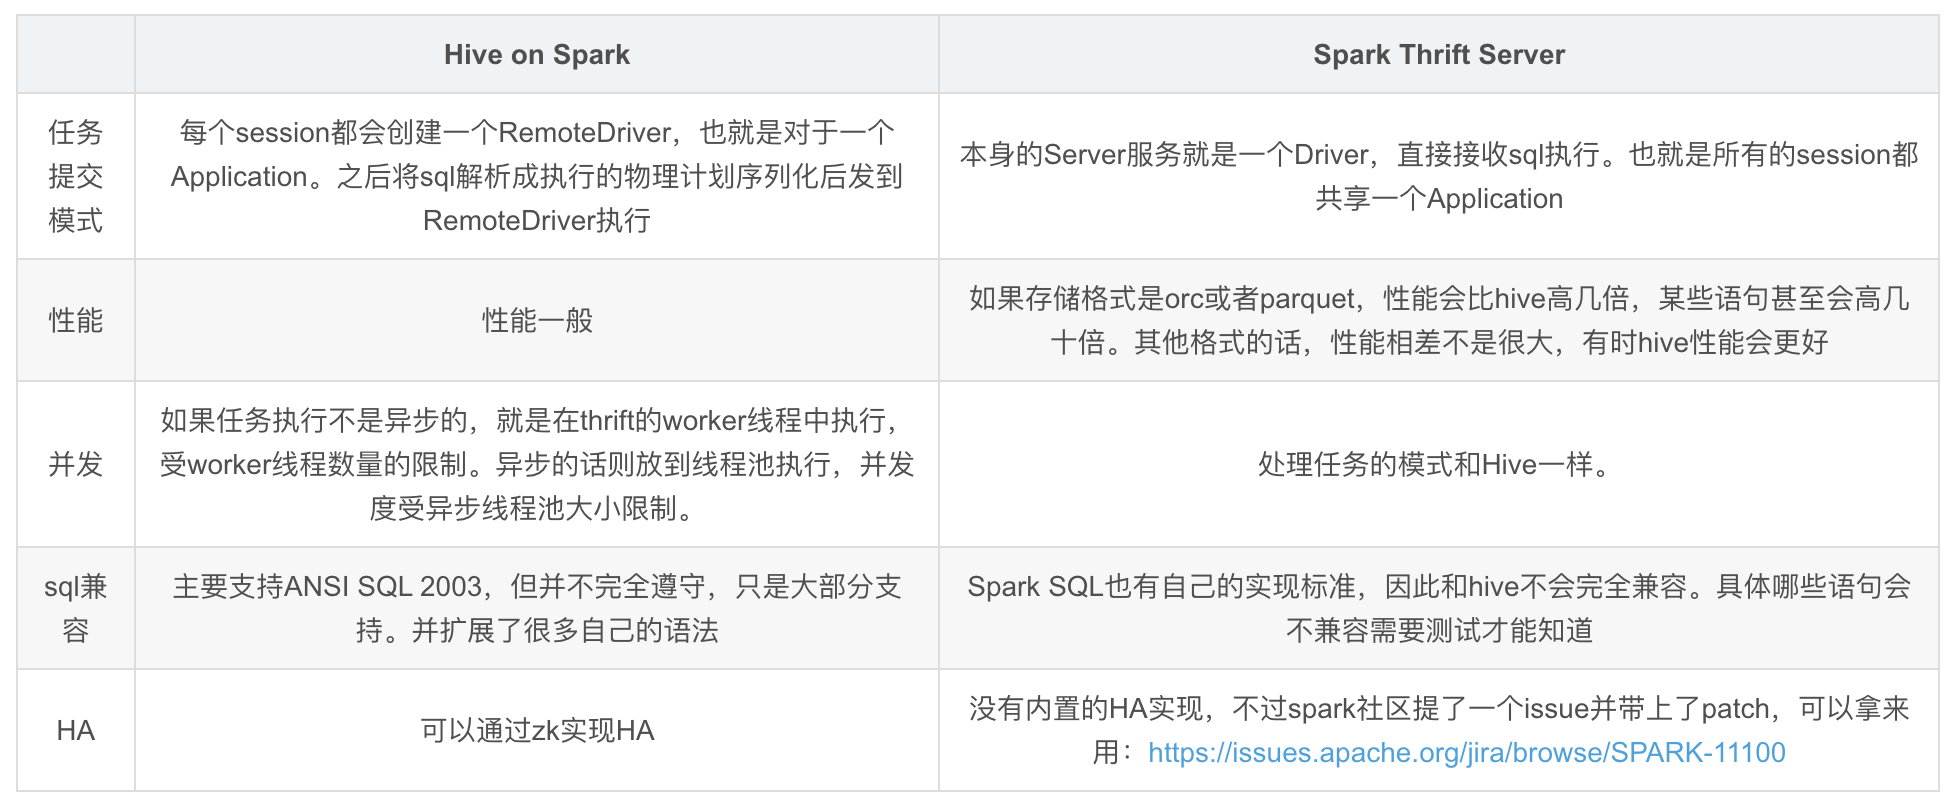 Hive on Spark
Spark Thrift Server
任务
提交
模式
每个session都会创建一个RemoteDriver，也就是对于一个
Application。之后将sql解析成执行的物理计划序列化后发到
RemoteDriver执行
本身的Server服务就是一个Driver，直接接收sql执行。也就是所有的session都
共享一个Application
性能
性能一般
如果存储格式是orc或者parquet，性能会比hive高几倍，某些语句甚至会高几
十倍。其他格式的话，性能相差不是很大，有时hive性能会更好
并发
如果任务执行不是异步的，就是在thrift的worker线程中执行，
受worker线程数量的限制。异步的话则放到线程池执行，并发
度受异步线程池大小限制。
处理任务的模式和Hive一样。
sql兼
容
主要支持ANSI SQL 2003，但并不完全遵守，只是大部分支
持。并扩展了很多自己的语法
Spark SQL也有自己的实现标准，因此和hive不会完全兼容。具体哪些语句会
不兼容需要测试才能知道
HA
可以通过zk实现HA
没有内置的HA实现，不过spark社区提了一个issue并带上了patch，可以拿来
用：https://issues.apache.org/jira/browse/SPARK-11100